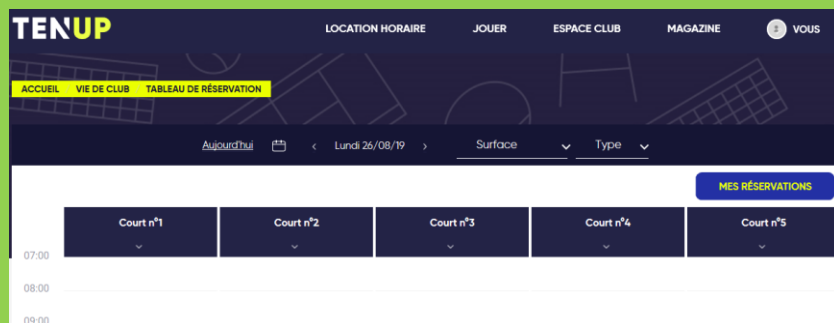 TEN'UP
LOCATION HORAIRE JOUER ESPACE CLUB MAGAZINE VOUS
ACCUEIL VIE DE CLUB TABLEAU DE RÉSERVATION
Aujourd'hui ‹ Lundi 26/08/19 › Surface Type
MES RÉSERVATIONS
Court n°1 Court n°2 Court n°3 Court n°4 Court n°5
07:00
08:00
09:00